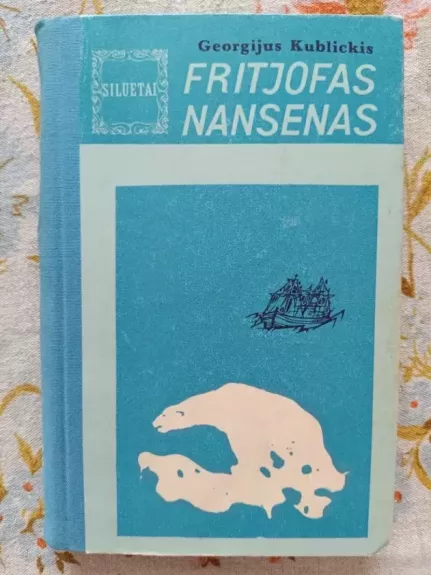 Georgijus Kublickis
SILUETAI
FRITJOFAS
NANSENAS